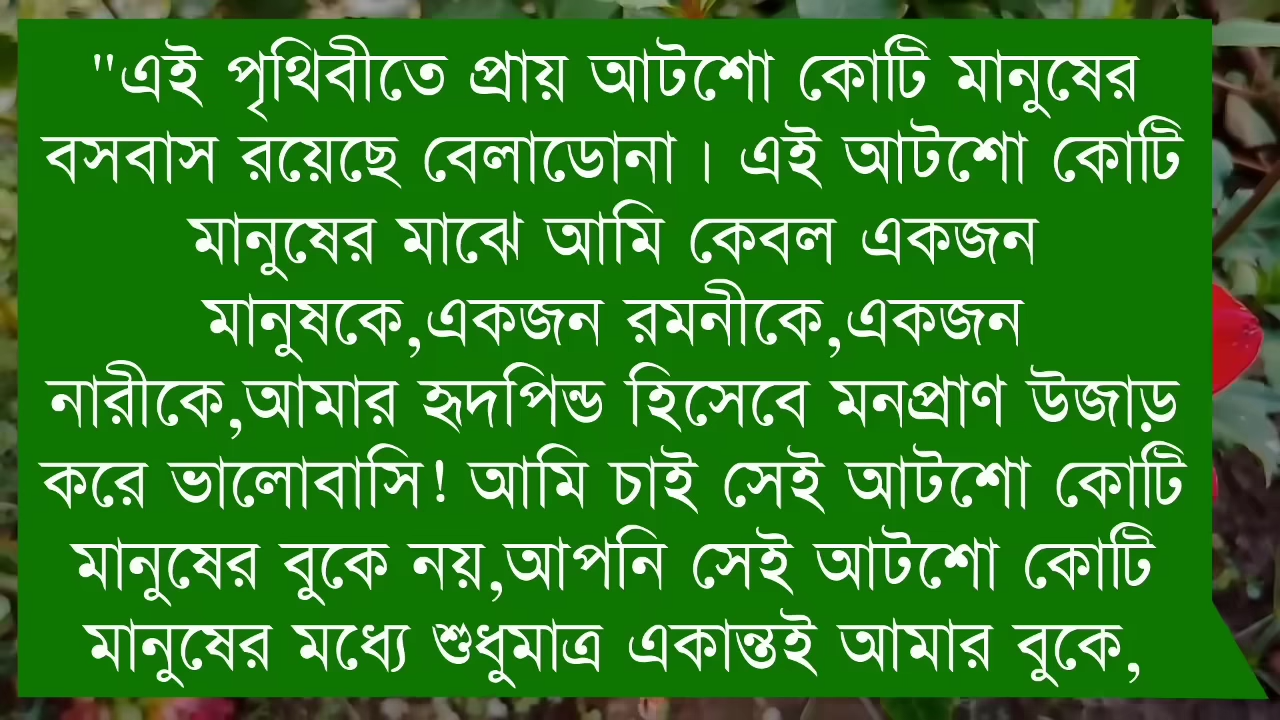 "এই পৃথিবীতে প্রায় আটশো কোটি মানুষের
বসবাস রয়েছে বেলাডোনা। এই আটশো কোটি
মানুষের মাঝে আমি কেবল একজন
মানুষকে,একজন রমনীকে,একজন
নারীকে,আমার হৃদপিন্ড হিসেবে মনপ্রাণ উজাড়
করে ভালোবাসি! আমি চাই সেই আটশো কোটি
মানুষের বুকে নয়,আপনি সেই আটশো কোটি
মানুষের মধ্যে শুধুমাত্র একান্তই আমার বুকে,